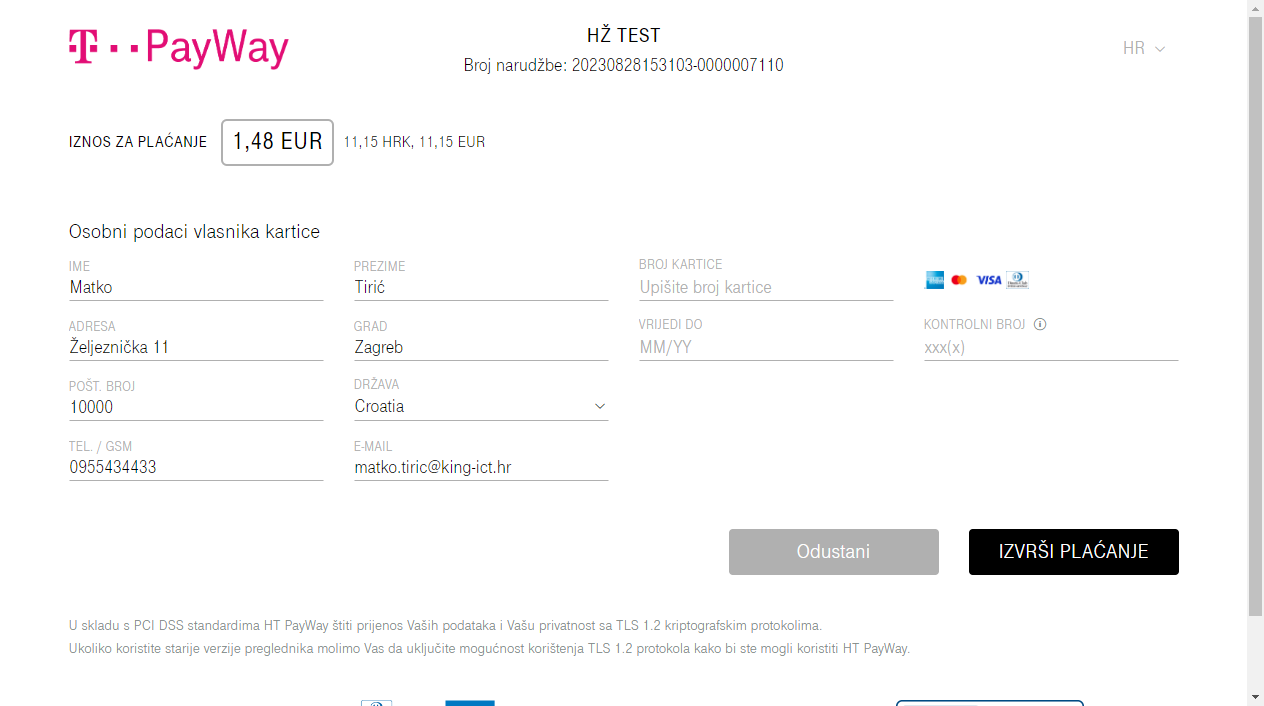 T··PayWay
HŽ TEST
Broj narudžbe: 20230828153103-0000007110
HR
IZNOS ZA PLAĆANJE 1,48 EUR 11,15 HRK, 11,15 EUR
Osobni podaci vlasnika kartice
IME
Matko
PREZIME
Tirić
BROJ KARTICE
Upišite broj kartice
VISA
ADRESA
Željeznička 11
GRAD
Zagreb
VRIJEDI DO
MM/YY
KONTROLNI BROJ
xxx(x)
POŠT. BROJ
10000
DRŽAVA
Croatia
TEL. / GSM
0955434433
E-MAIL
matko.tiric@king-ict.hr
Odustani
IZVRŠI PLAĆANJE
U skladu s PCI DSS standardima HT PayWay štiti prijenos Vaših podataka i Vašu privatnost sa TLS 1.2 kriptografskim protokolima.
Ukoliko koristite starije verzije preglednika molimo Vas da uključite mogućnost korištenja TLS 1.2 protokola kako bi ste mogli koristiti HT PayWay.